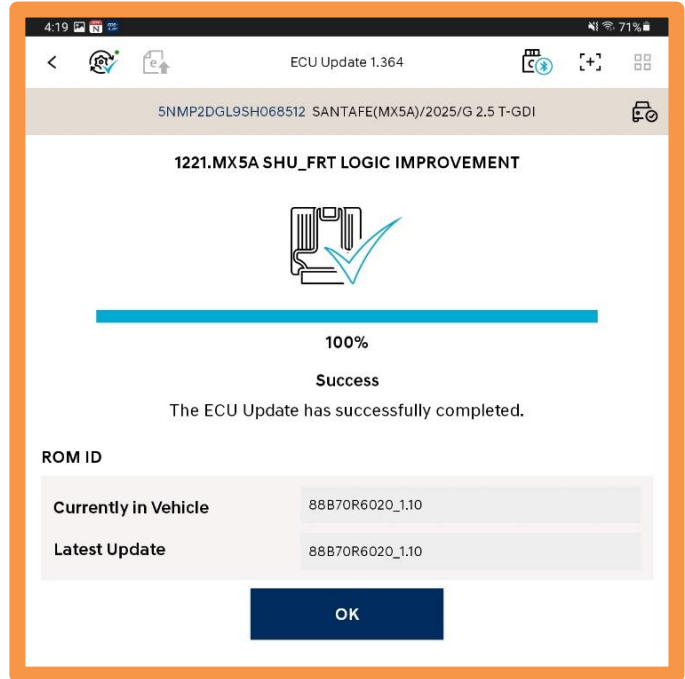 4:19 71%
ECU Update 1.364
5NMP2DGL9SH068512 SANTAFE(MX5A)/2025/G 2.5 T-GDI
1221.MX5A SHU_FRT LOGIC IMPROVEMENT
100%
Success
The ECU Update has successfully completed.
ROM ID
Currently in Vehicle 88B70R6020_1.10
Latest Update 88B70R6020_1.10
OK